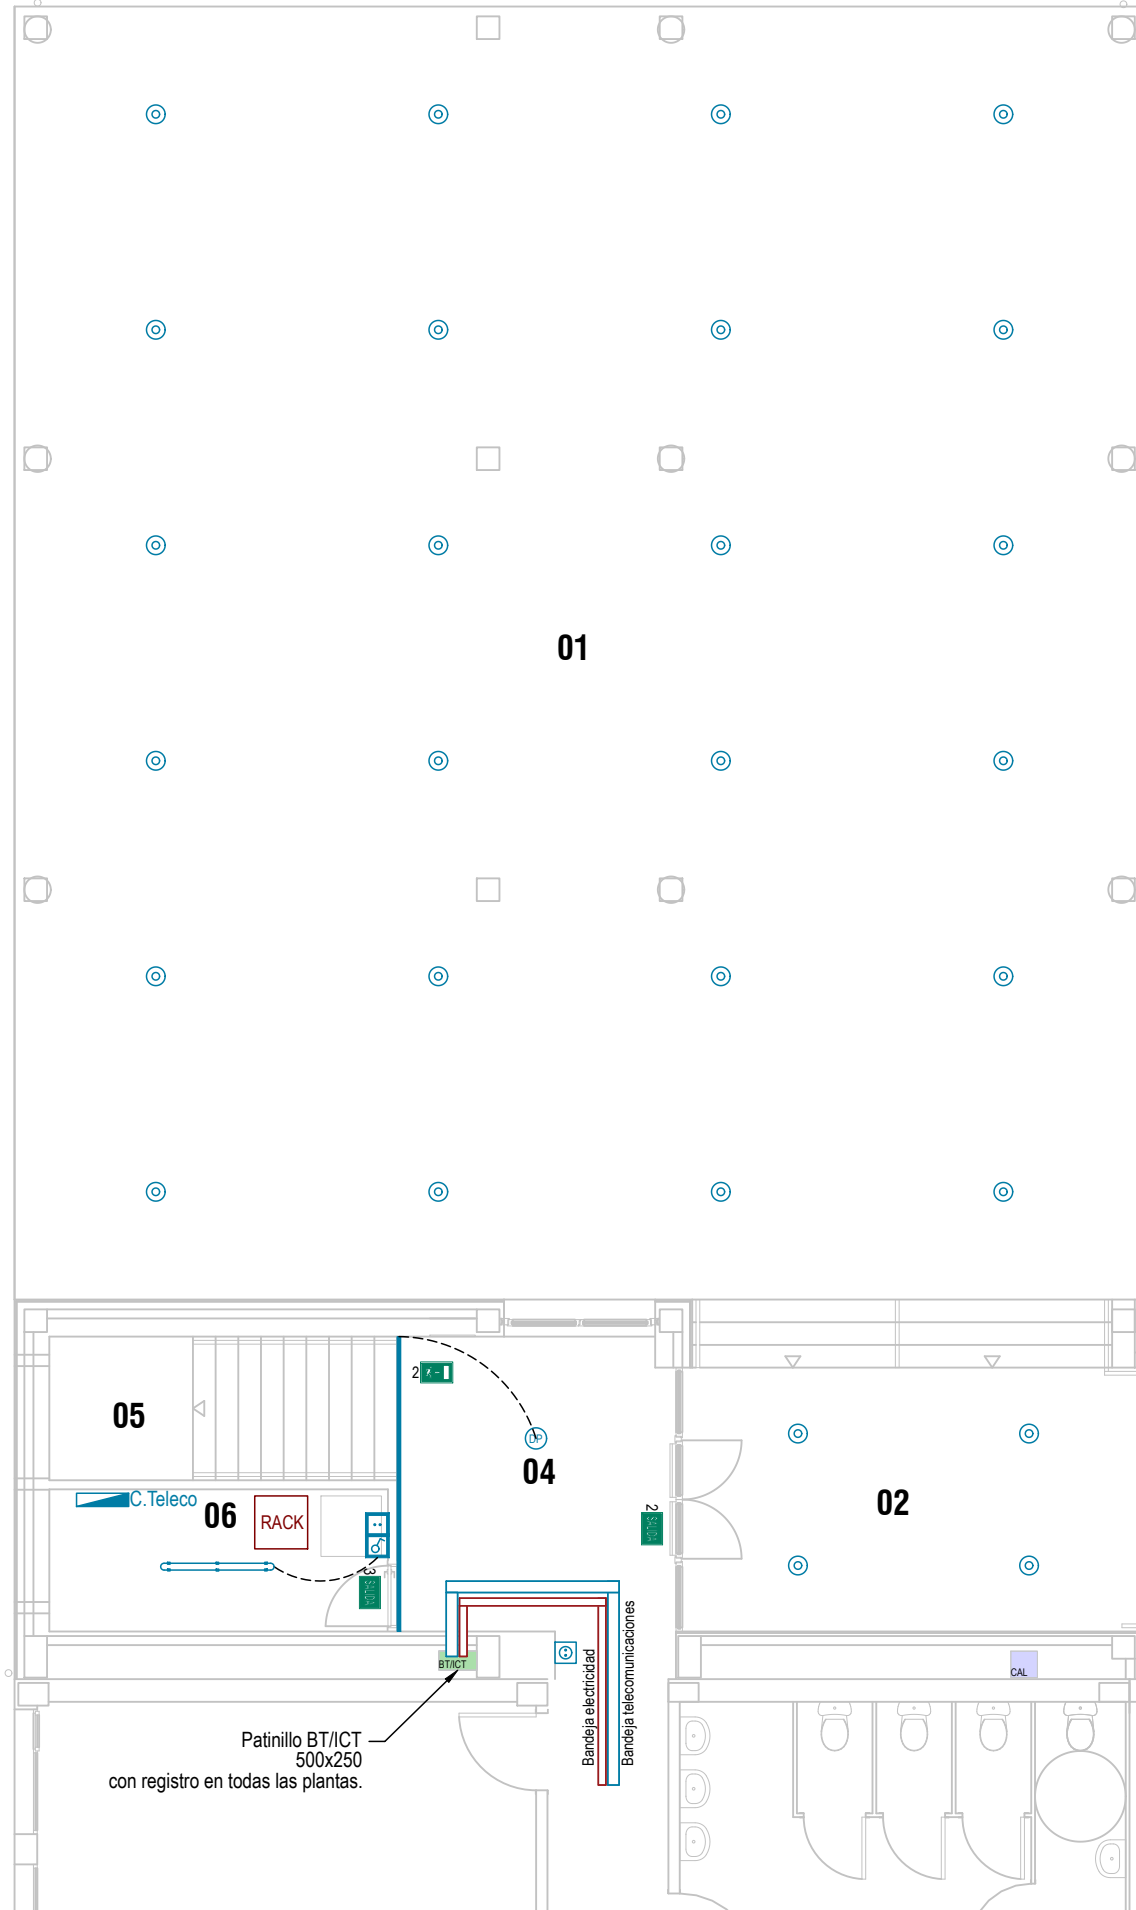 01
2
05
DP
04
C.Teleco
06
RACK
2
SALIDA
02
3
SALIDA
BT/ICT
Bandeja electricidad
Bandeja telecomunicaciones
CAL
Patinillo BT/ICT
500x250
con registro en todas las plantas.